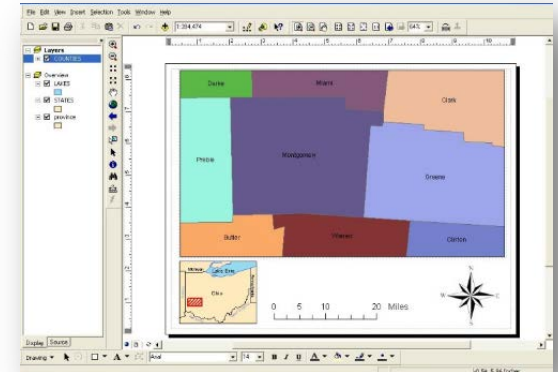 File Edit View Insert Selection Tools Window Help
1:284,474
64%
Layers
COUNTIES
Overview
LAKES
STATES
province
Darke
Miami
Clark
Preble
Montgomery
Greene
Butler
Warren
Clinton
Lake Erie
Ohio
0 5 10 20 Miles
N
W
E
S
Display
Source
Drawing
Arial
14
B I U
A